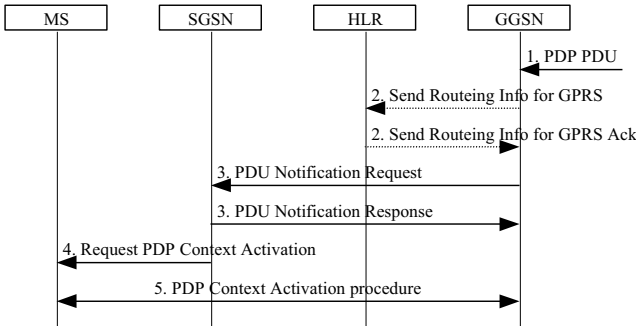 MS SGSN HLR GGSN
1. PDP PDU
2. Send Routeing Info for GPRS
2. Send Routeing Info for GPRS Ack
3. PDU Notification Request
3. PDU Notification Response
4. Request PDP Context Activation
5. PDP Context Activation procedure